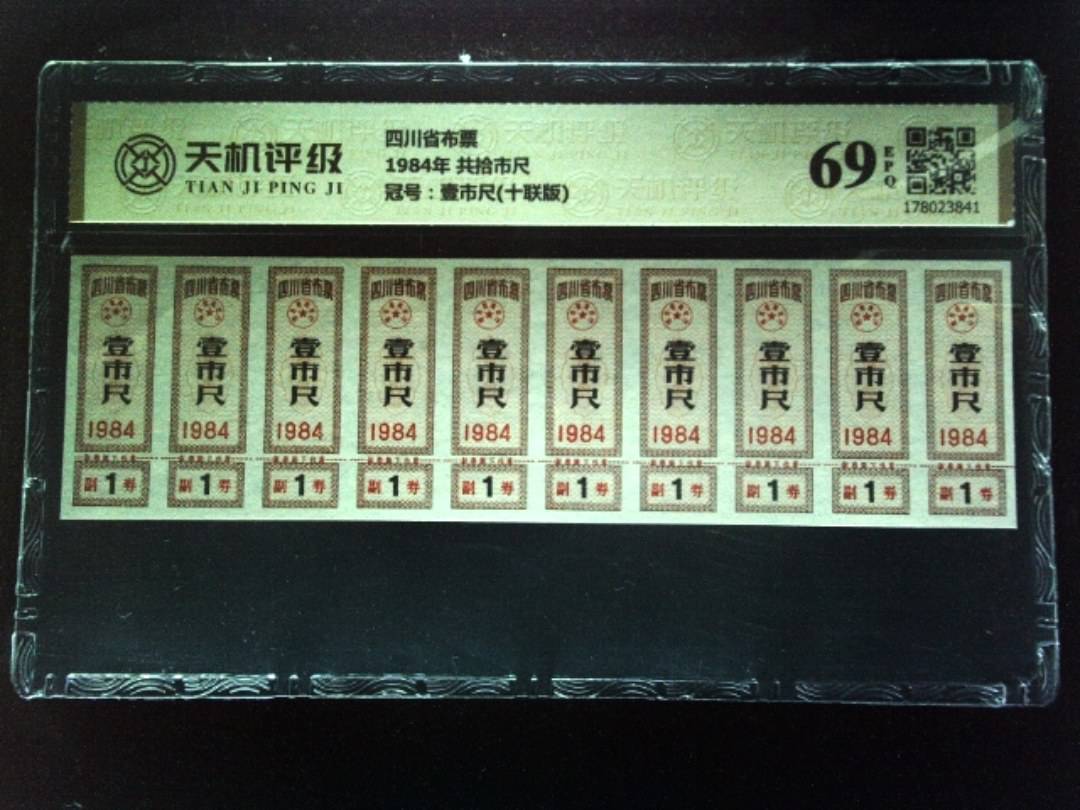 天机评级
TIAN JI PING JI
四川省布票
1984年 共拾市尺
冠号：壹市尺(十联版)
69
EPQ
178023841
四川省布票 四川省布票 四川省布票 四川省布票 四川省布票 四川省布票 四川省布票 四川省布票 四川省布票 四川省布票
壹市尺 壹市尺 壹市尺 壹市尺 壹市尺 壹市尺 壹市尺 壹市尺 壹市尺 壹市尺
1984 1984 1984 1984 1984 1984 1984 1984 1984 1984
副1券 副1券 副1券 副1券 副1券 副1券 副1券 副1券 副1券 副1券